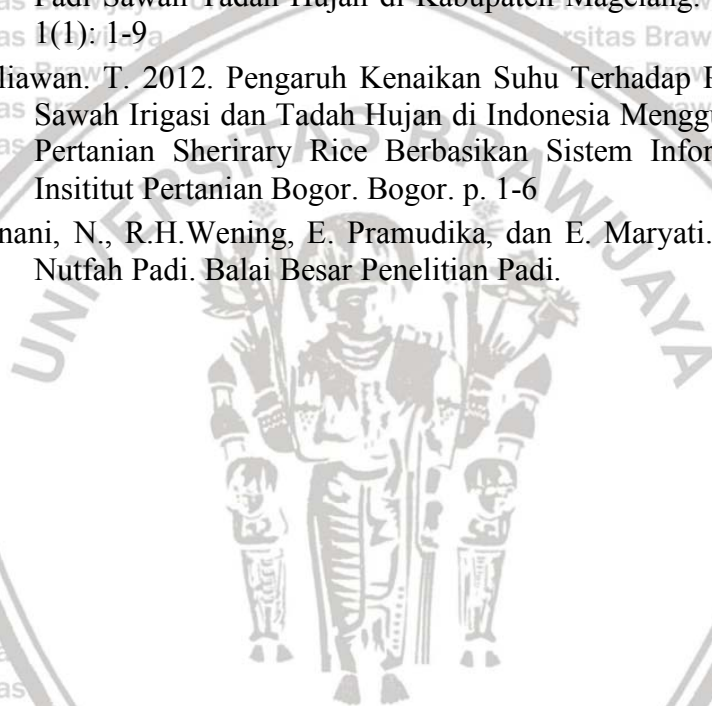 Padi Sawah Tadah Hujan di Kabupaten Magelang.
1(1): 1-9
liawan. T. 2012. Pengaruh Kenaikan Suhu Terhadap
Sawah Irigasi dan Tadah Hujan di Indonesia Menggu
Pertanian Sherirary Rice Berbasikan Sistem Infor
Insititut Pertanian Bogor. Bogor. p. 1-6
nani, N., R.H.Wening, E. Pramudika, dan E. Maryati.
Nutfah Padi. Balai Besar Penelitian Padi.
UNIVERSITAS BRAWIJAYA